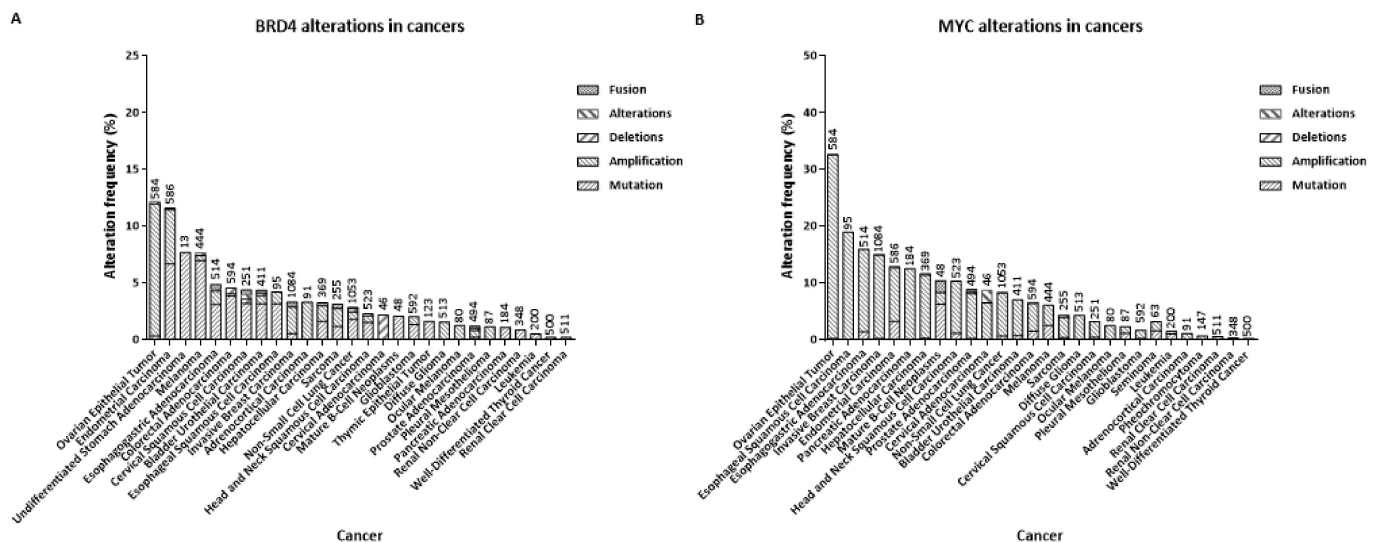 A
BRD4 alterations in cancers
Alteration frequency (%)
25
20
15
10
5
0
584
586
13
444
514
594
251
411
95
1084
91
369
255
1053
523
46
48
592
123
513
80
494
87
184
348
200
500
511
Fusion
Alterations
Deletions
Amplification
Mutation
Ovarian Epithelial Tumor
Endometrial Carcinoma
Undifferentiated Stomach Adenocarcinoma
Melanoma
Esophagogastric Adenocarcinoma
Colorectal Adenocarcinoma
Cervical Squamous Cell Carcinoma
Bladder Urothelial Carcinoma
Esophageal Squamous Cell Carcinoma
Invasive Breast Carcinoma
Adrenocortical Carcinoma
Hepatocellular Carcinoma
Sarcoma
Non-Small Cell Lung Cancer
Head and Neck Squamous Cell Carcinoma
Cervical Adenocarcinoma
Mature B-Cell Neoplasms
Glioblastoma
Thymic Epithelial Tumor
Diffuse Glioma
Ocular Melanoma
Prostate Adenocarcinoma
Pleural Mesothelioma
Pancreatic Adenocarcinoma
Renal Non-Clear Cell Carcinoma
Leukemia
Well-Differentiated Thyroid Cancer
Renal Clear Cell Carcinoma
Cancer
B
MYC alterations in cancers
Alteration frequency (%)
50
40
30
20
10
0
584
95
514
1084
586
184
369
48
523
494
46
1053
411
594
444
255
513
251
80
87
592
63
200
91
147
511
348
500
Fusion
Alterations
Deletions
Amplification
Mutation
Ovarian Epithelial Tumor
Esophageal Squamous Cell Carcinoma
Esophagogastric Adenocarcinoma
Invasive Breast Carcinoma
Endometrial Carcinoma
Pancreatic Adenocarcinoma
Hepatocellular Carcinoma
Mature B-Cell Neoplasms
Head and Neck Squamous Cell Carcinoma
Prostate Adenocarcinoma
Cervical Adenocarcinoma
Non-Small Cell Lung Cancer
Bladder Urothelial Carcinoma
Colorectal Adenocarcinoma
Melanoma
Sarcoma
Diffuse Glioma
Cervical Squamous Cell Carcinoma
Ocular Melanoma
Pleural Mesothelioma
Glioblastoma
Seminoma
Leukemia
Adrenocortical Carcinoma
Pheochromocytoma
Renal Clear Cell Carcinoma
Renal Non-Clear Cell Carcinoma
Well-Differentiated Thyroid Cancer
Cancer